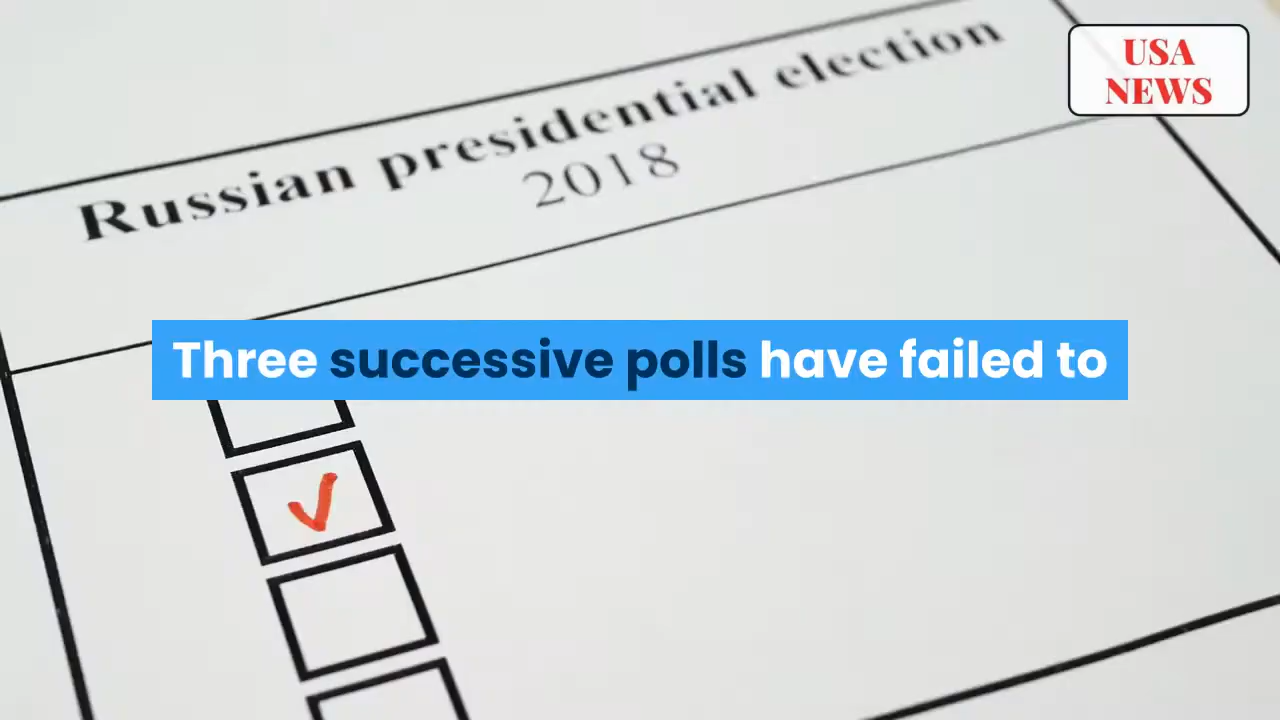 Russian presidential election
2018
USA
NEWS
Three successive polls have failed to